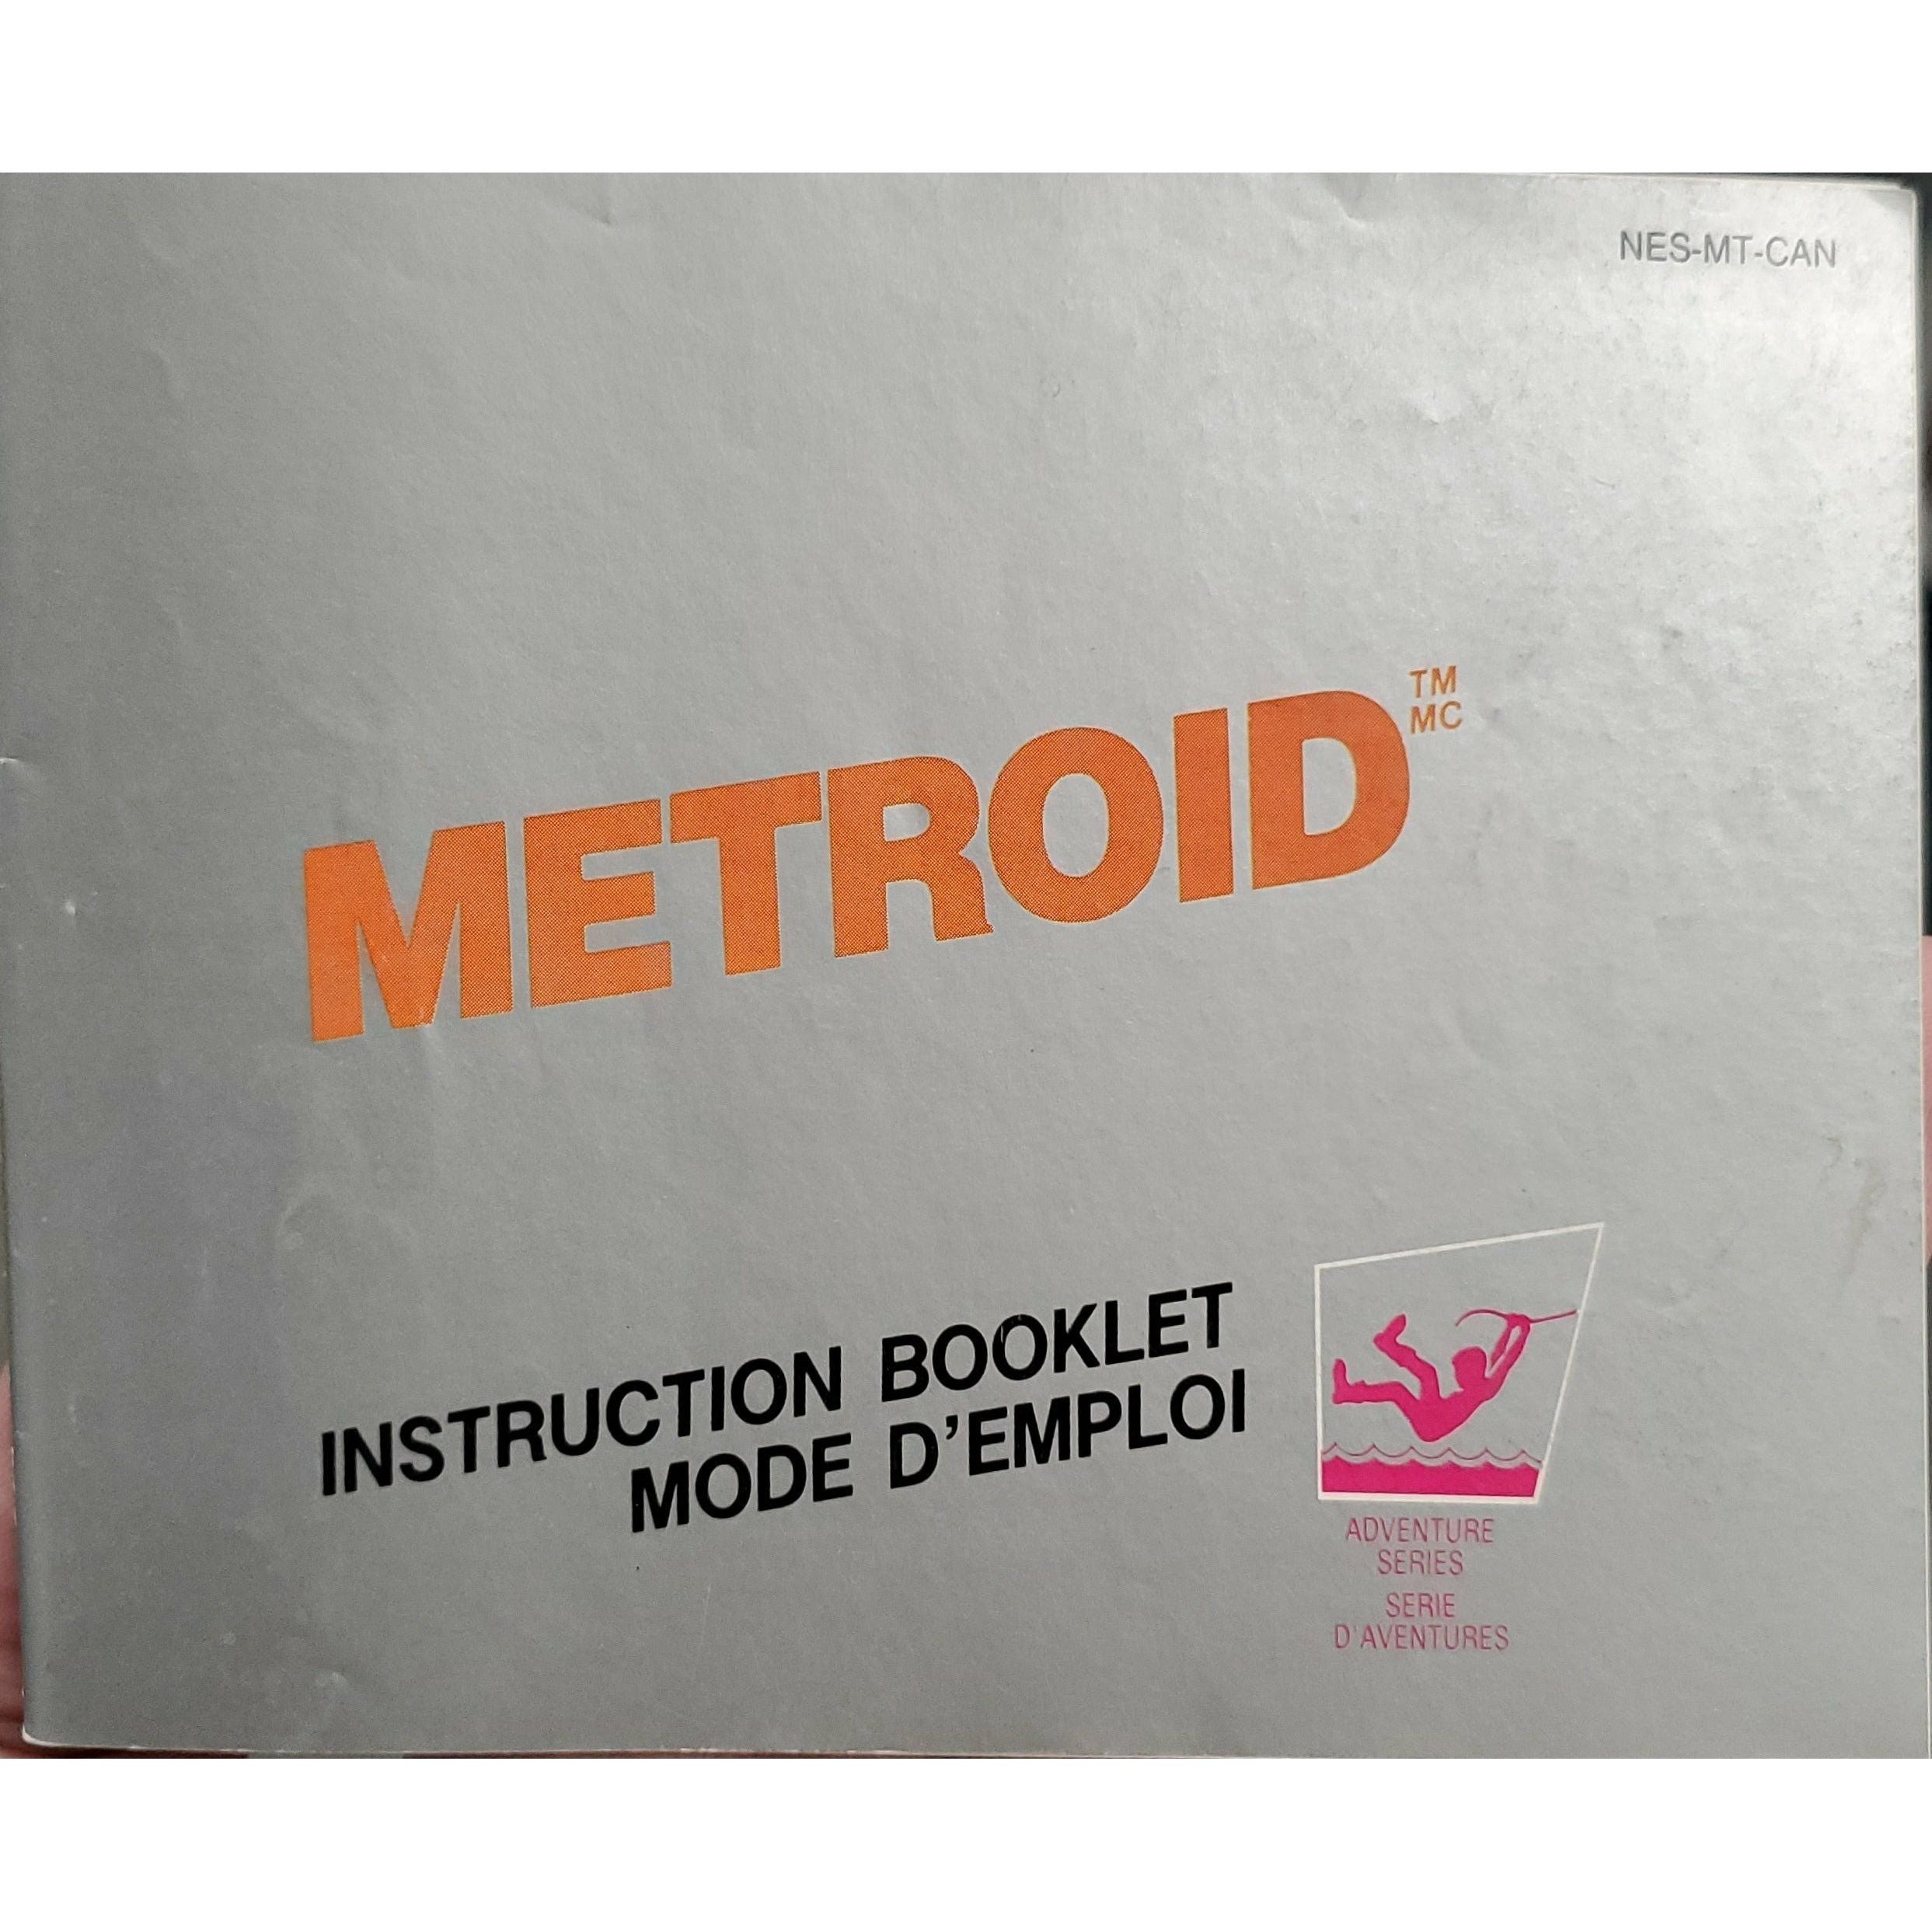 NES-MT-CAN
METROID
TM
MC
INSTRUCTION BOOKLET
MODE D'EMPLOI
ADVENTURE
SERIES
SERIE
D'AVENTURES